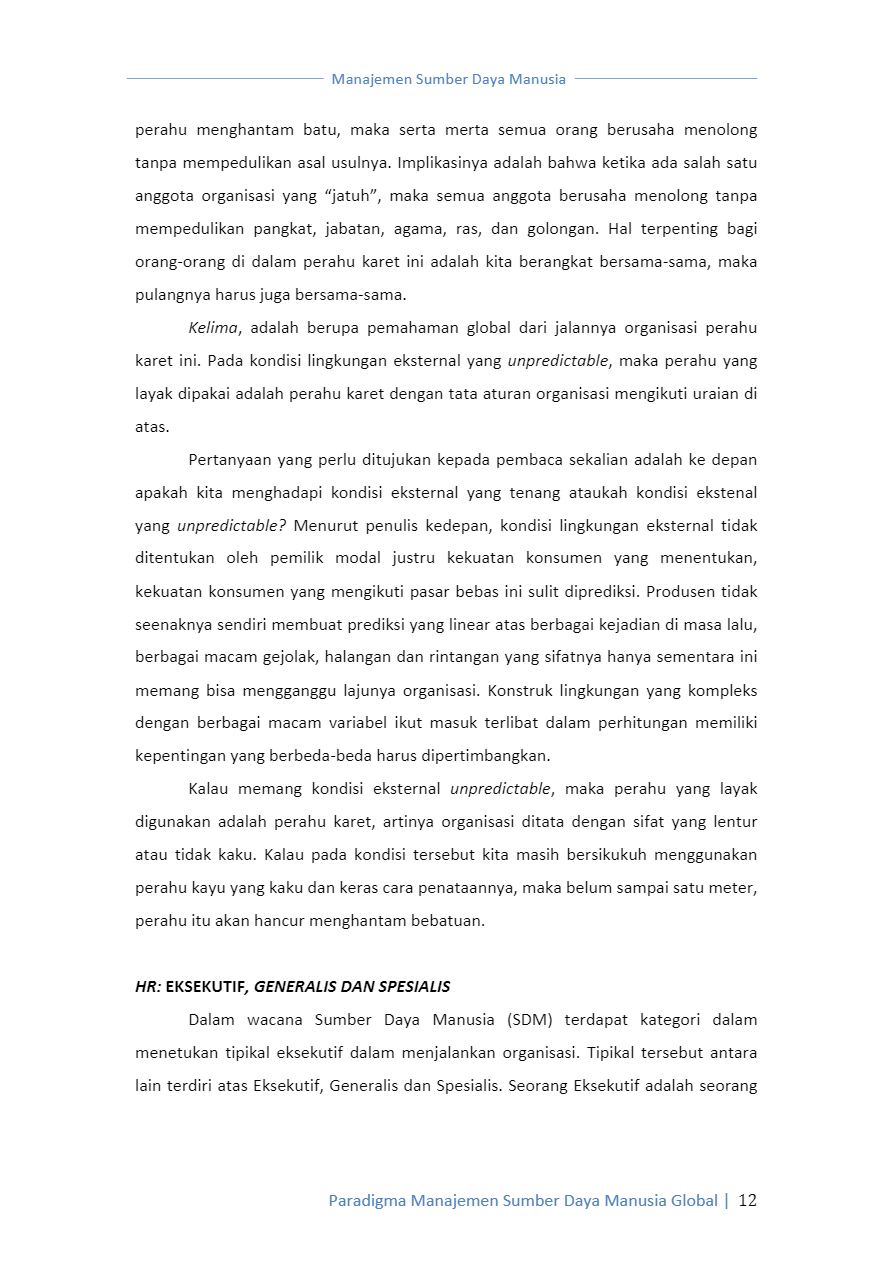 Manajemen Sumber Daya Manusia
perahu menghantam batu, maka serta merta semua orang berusaha menolong
tanpa mempedulikan asal usulnya. Implikasinya adalah bahwa ketika ada salah satu
anggota organisasi yang “jatuh”, maka semua anggota berusaha menolong tanpa
mempedulikan pangkat, jabatan, agama, ras, dan golongan. Hal terpenting bagi
orang-orang di dalam perahu karet ini adalah kita berangkat bersama-sama, maka
pulangnya harus juga bersama-sama.
Kelima, adalah berupa pemahaman global dari jalannya organisasi perahu
karet ini. Pada kondisi lingkungan eksternal yang unpredictable, maka perahu yang
layak dipakai adalah perahu karet dengan tata aturan organisasi mengikuti uraian di
atas.
Pertanyaan yang perlu ditujukan kepada pembaca sekalian adalah ke depan
apakah kita menghadapi kondisi eksternal yang tenang ataukah kondisi ekstenal
yang unpredictable? Menurut penulis kedepan, kondisi lingkungan eksternal tidak
ditentukan oleh pemilik modal justru kekuatan konsumen yang menentukan,
kekuatan konsumen yang mengikuti pasar bebas ini sulit diprediksi. Produsen tidak
seenaknya sendiri membuat prediksi yang linear atas berbagai kejadian di masa lalu,
berbagai macam gejolak, halangan dan rintangan yang sifatnya hanya sementara ini
memang bisa mengganggu lajunya organisasi. Konstruk lingkungan yang kompleks
dengan berbagai macam variabel ikut masuk terlibat dalam perhitungan memiliki
kepentingan yang berbeda-beda harus dipertimbangkan.
Kalau memang kondisi eksternal unpredictable, maka perahu yang layak
digunakan adalah perahu karet, artinya organisasi ditata dengan sifat yang lentur
atau tidak kaku. Kalau pada kondisi tersebut kita masih bersikukuh menggunakan
perahu kayu yang kaku dan keras cara penataannya, maka belum sampai satu meter,
perahu itu akan hancur menghantam bebatuan.
HR: EKSEKUTIF, GENERALIS DAN SPESIALIS
Dalam wacana Sumber Daya Manusia (SDM) terdapat kategori dalam
menetukan tipikal eksekutif dalam menjalankan organisasi. Tipikal tersebut antara
lain terdiri atas Eksekutif, Generalis dan Spesialis. Seorang Eksekutif adalah seorang
Paradigma Manajemen Sumber Daya Manusia Global | 12